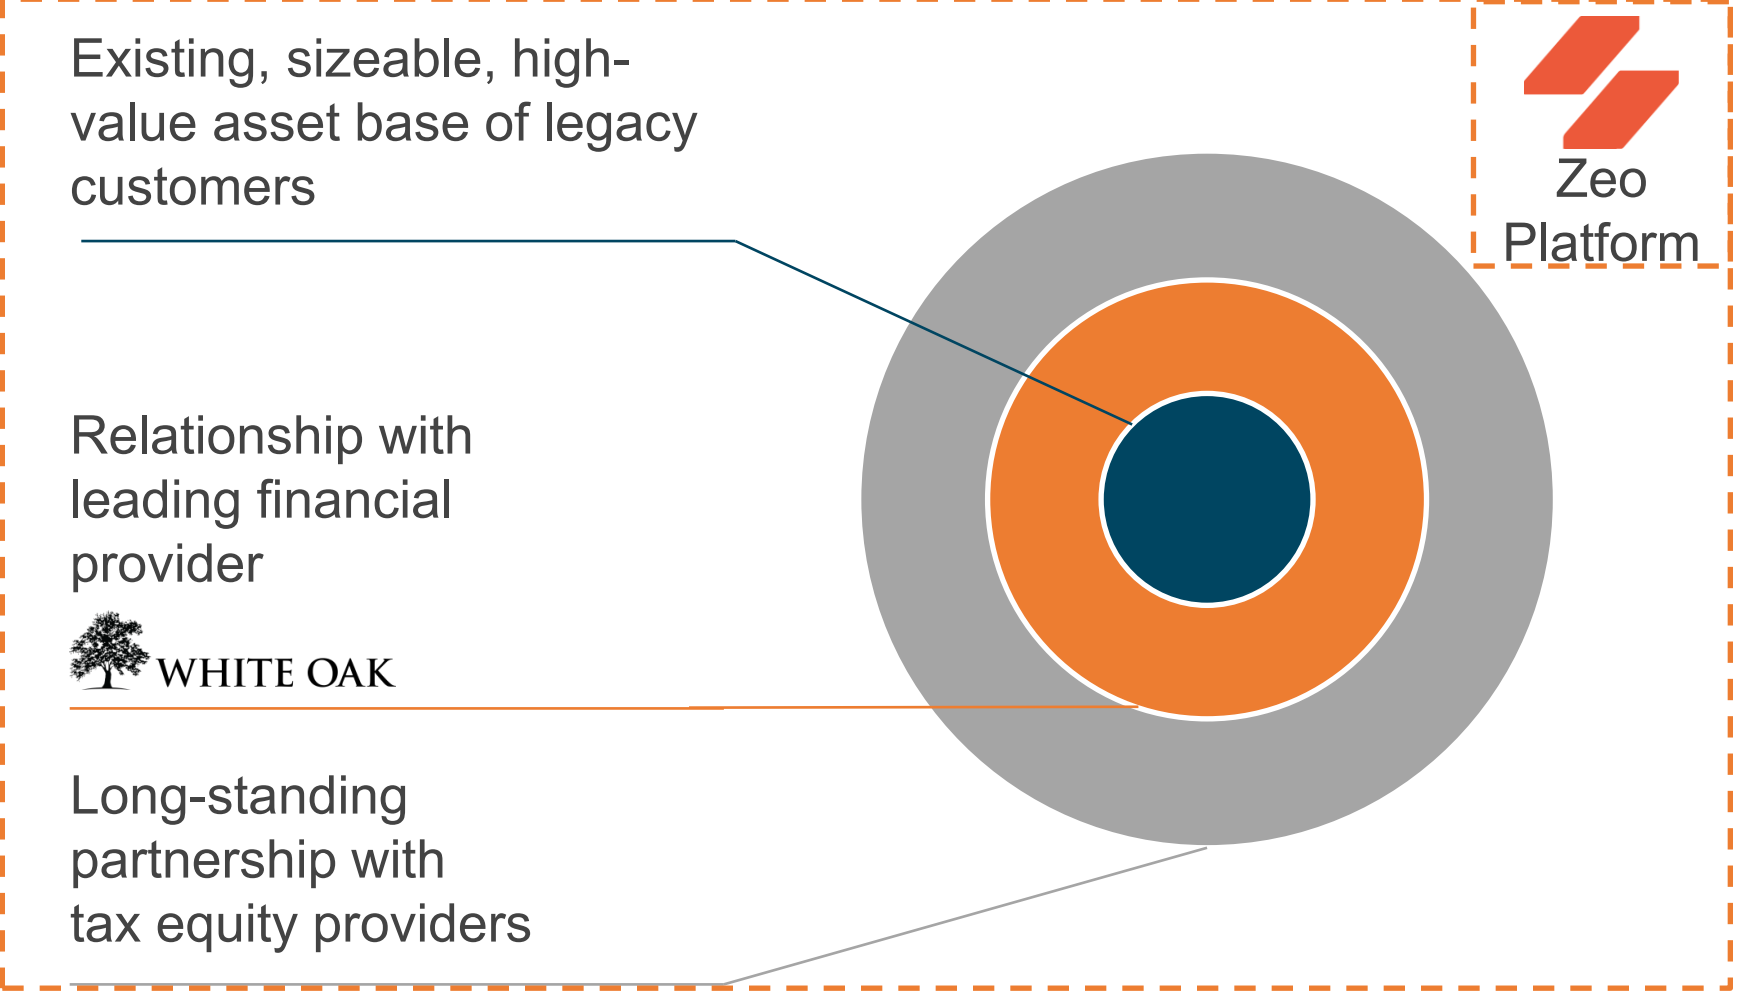 Existing, sizeable, high-
value asset base of legacy
customers
Zeo
Platform
Relationship with
leading financial
provider
WHITE OAK
Long-standing
partnership with
tax equity providers